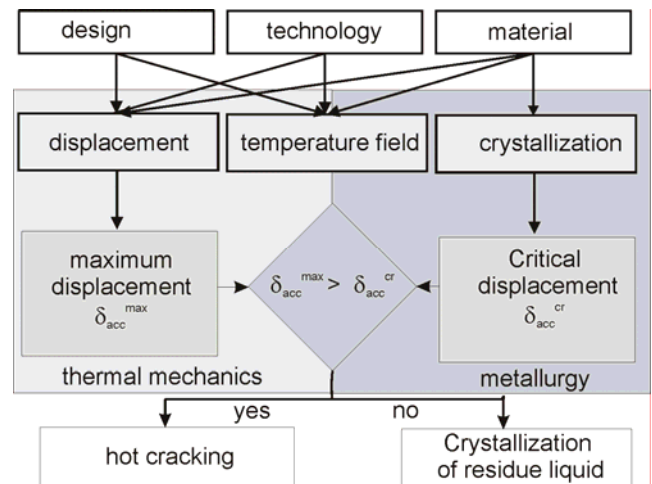 design
technology
material
displacement
temperature field
crystallization
maximum
displacement
δacc^max
δacc^max > δacc^cr
Critical
displacement
δacc^cr
thermal mechanics
metallurgy
yes
no
hot cracking
Crystallization
of residue liquid